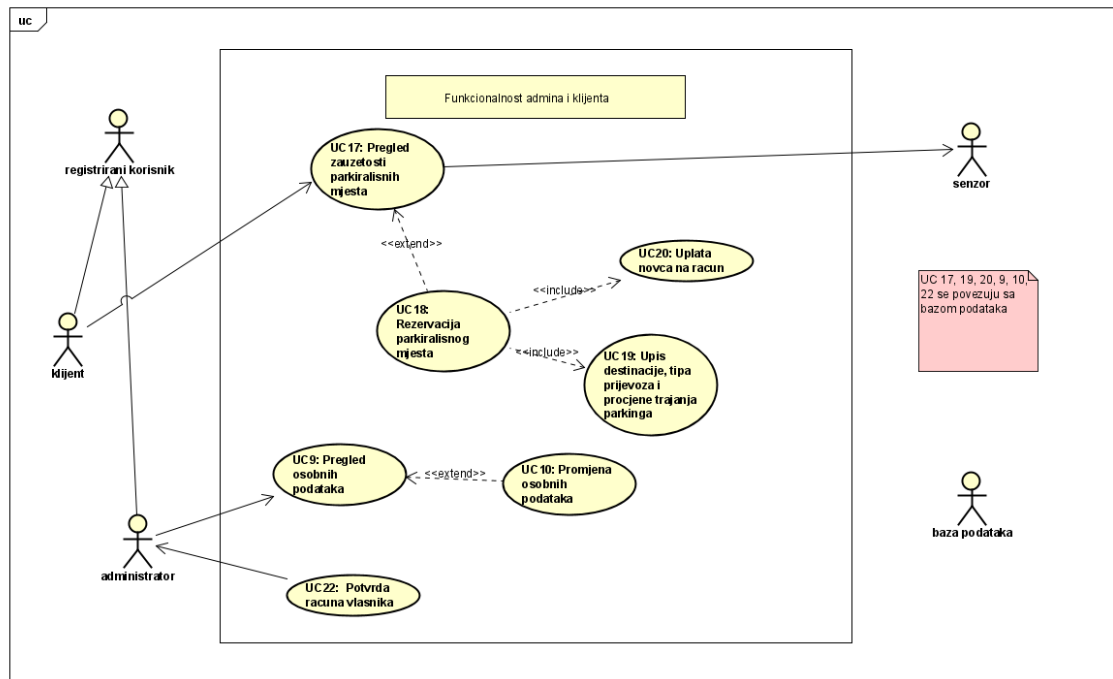 uc
Funkcionalnost admina i klijenta
registrirani korisnik
UC17: Pregled
zauzetosti
parkiralisnih
mjesta
senzor
<<extend>>
UC20: Uplata
novca na racun
<<include>>
UC 17, 19, 20, 9, 10,
22 se povezuju sa
bazom podataka
UC18:
Rezervacija
parkiralisnog
mjesta
<<include>>
UC19: Upis
destinacije, tipa
prijevoza i
procjene trajanja
parkinga
klijent
UC9: Pregled
osobnih
podataka
<<extend>>
UC10: Promjena
osobnih
podataka
baza podataka
administrator
UC22: Potvrda
racuna vlasnika